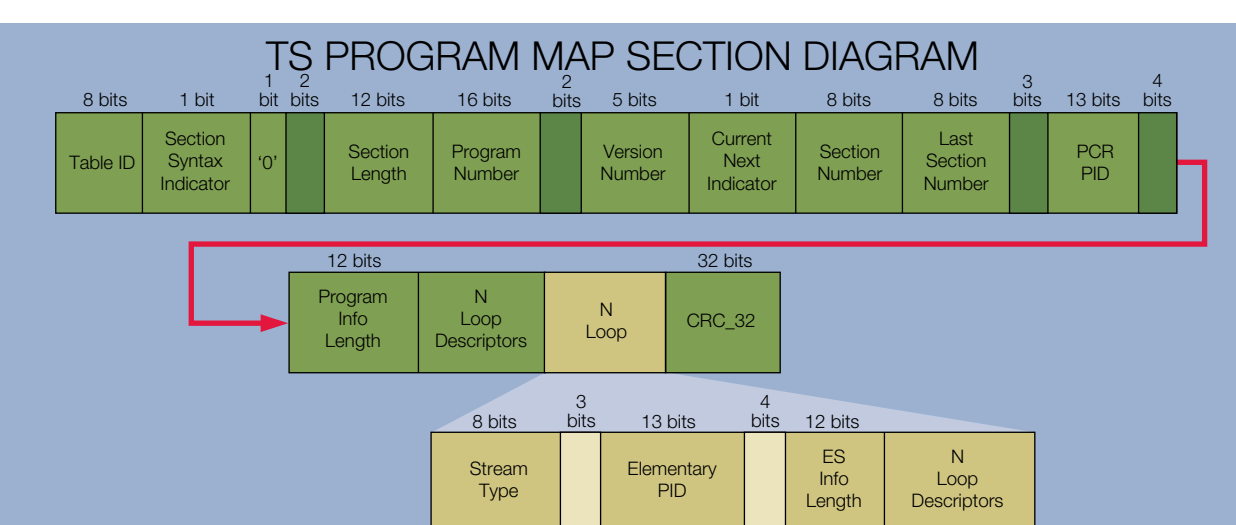 TS PROGRAM MAP SECTION DIAGRAM
8 bits
1 bit
1
bit
2
bits
12 bits
16 bits
2
bits
5 bits
1 bit
8 bits
8 bits
3
bits
13 bits
4
bits
Table ID
Section
Syntax
Indicator
‘0’
Section
Length
Program
Number
Version
Number
Current
Next
Indicator
Section
Number
Last
Section
Number
PCR
PID
12 bits
32 bits
Program
Info
Length
N
Loop
Descriptors
N
Loop
CRC_32
8 bits
3
bits
13 bits
4
bits
12 bits
Stream
Type
Elementary
PID
ES
Info
Length
N
Loop
Descriptors